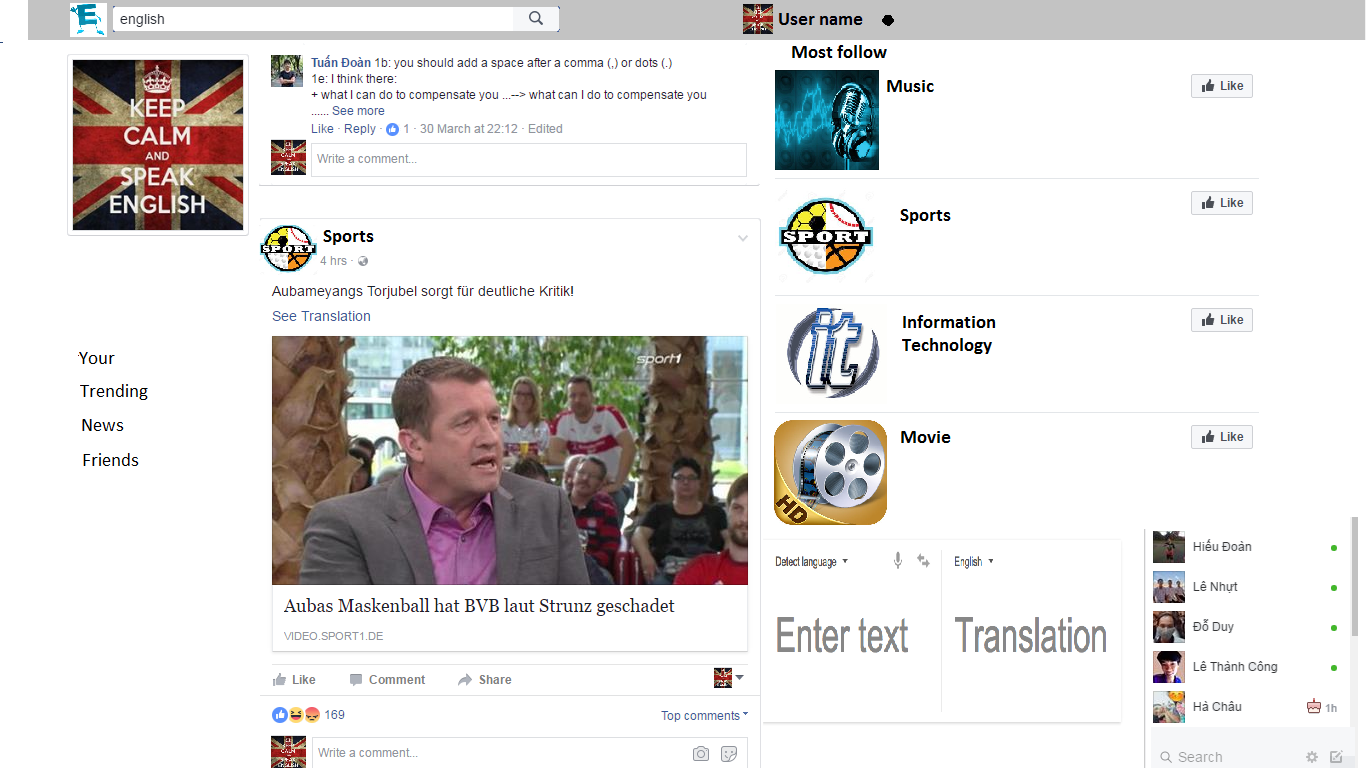 english
User name
KEEP
CALM
AND
SPEAK
ENGLISH
Your
Trending
News
Friends
Tuấn Đoàn 1b: you should add a space after a comma (,) or dots (.)
1e: I think there:
+ what I can do to compensate you ...--> what can I do to compensate you
...... See more
Like · Reply · 1 · 30 March at 22:12 · Edited
Write a comment...
SPORT
Sports
4 hrs ·
Aubameyangs Torjubel sorgt für deutliche Kritik!
See Translation
sport1
Aubas Maskenball hat BVB laut Strunz geschadet
VIDEO.SPORT1.DE
Like Comment Share
169 Top comments
Write a comment...
Most follow
Music Like
SPORT
Sports Like
it
Information
Technology
Like
HD
Movie Like
Detect language English
Enter text Translation
Hiếu Đoàn
Lê Nhựt
Đỗ Duy
Lê Thành Công
Hà Châu 1h
Search